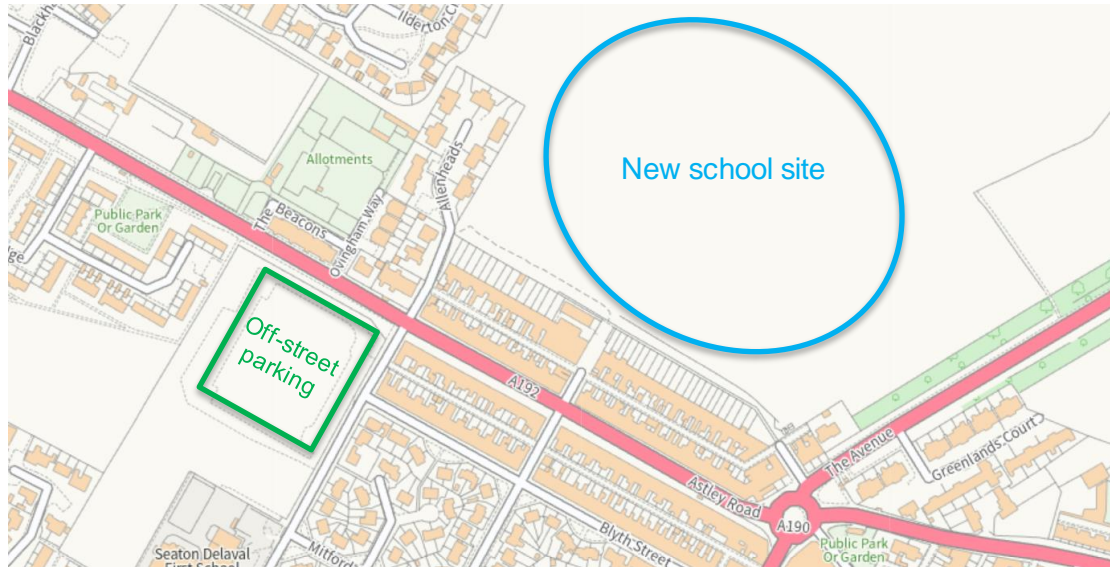 Ilderton
Allotments
The
Beacons
Ovingham Way
Allenheads
Public Park
Or Garden
New school site
Off-street
parking
A192
Astley Road
The Avenue
Greenlands Court
A190
Blyth Street
Public Park
Or Garden
Seaton Delaval
First School